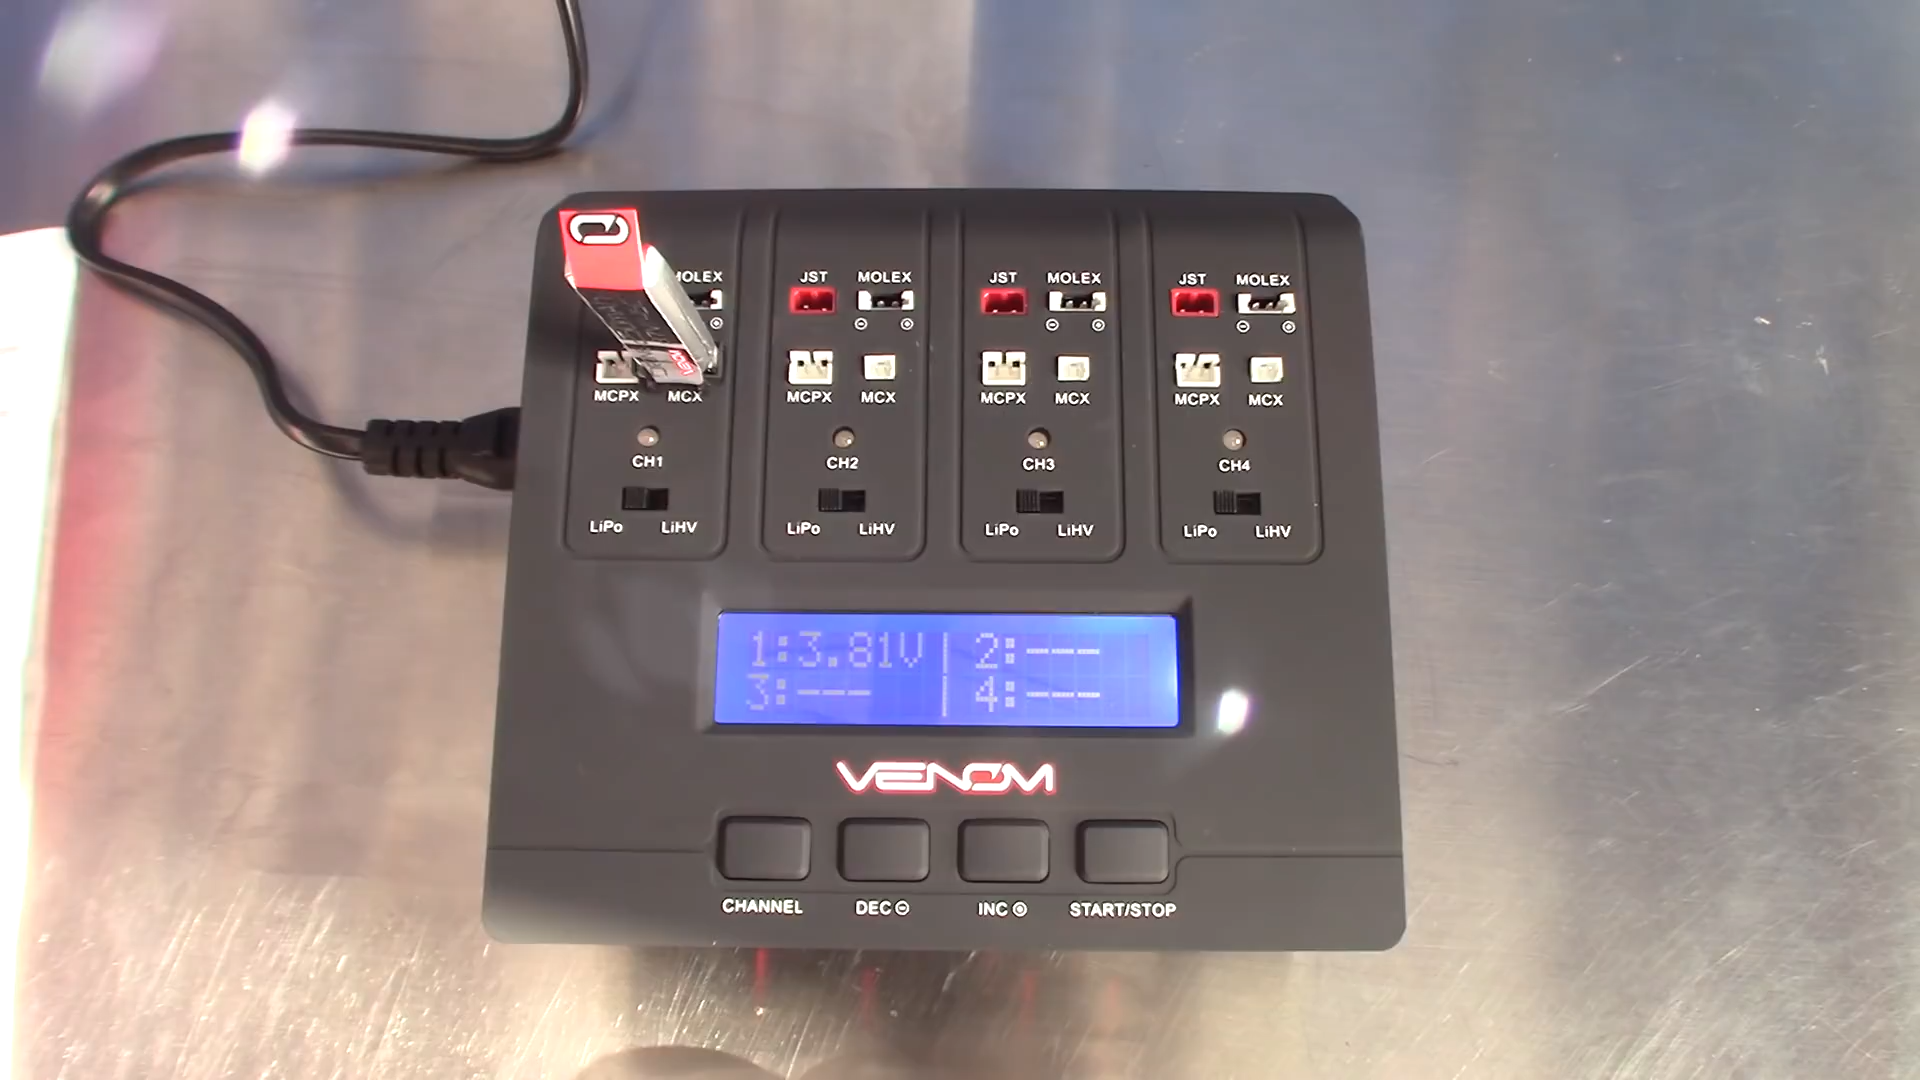 MOLEX
JST MOLEX
JST MOLEX
JST MOLEX
MCPX MCX
MCPX MCX
MCPX MCX
MCPX MCX
CH1
CH2
CH3
CH4
LiPo LiHV
LiPo LiHV
LiPo LiHV
LiPo LiHV
1:3.81V | 2:----
3:--- | 4:----
VENOM
CHANNEL
DEC ⊖
INC ⊕
START/STOP